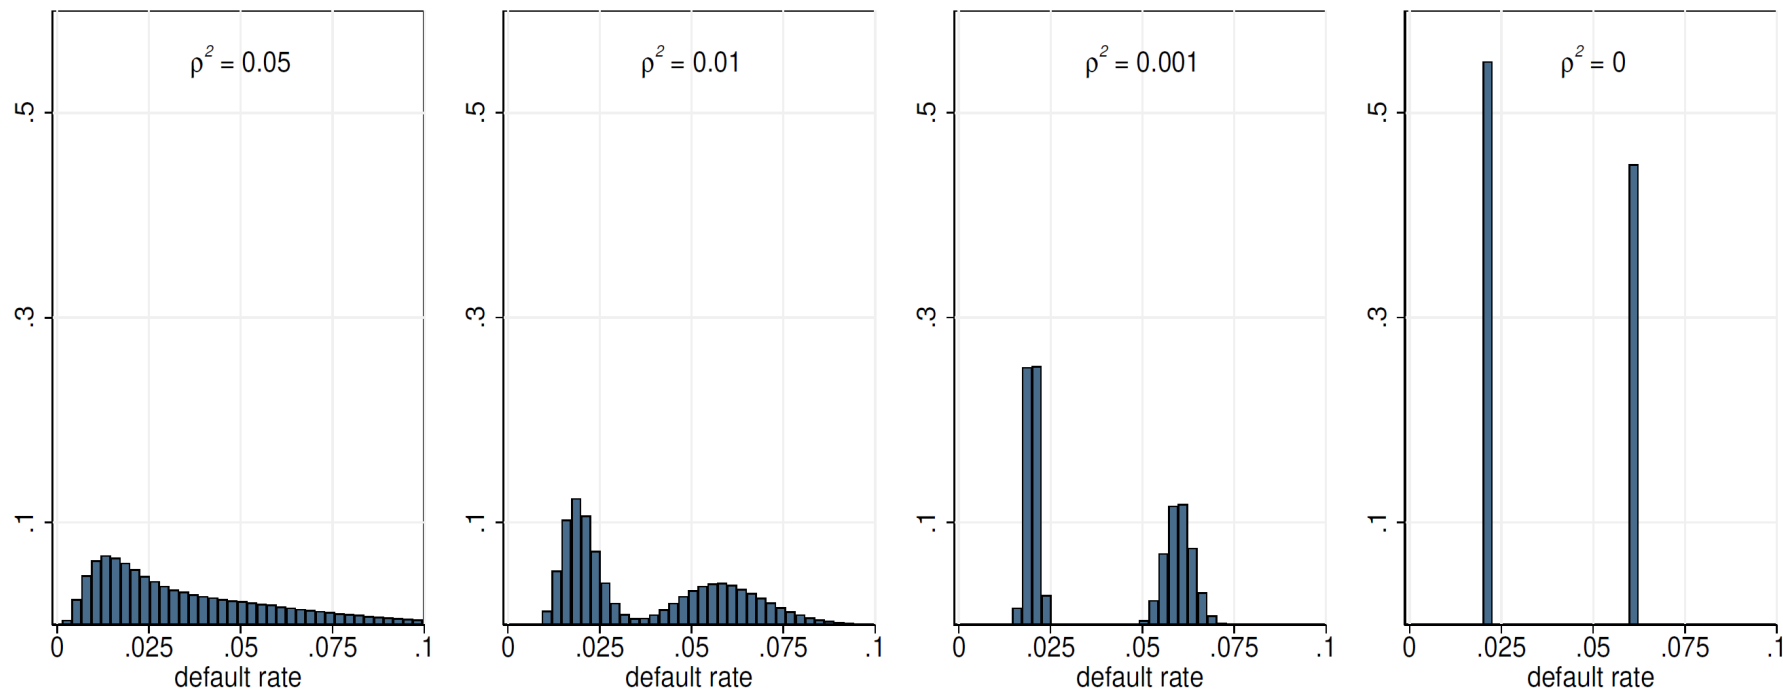 ρ² = 0.05
.5
.3
.1
0 .025 .05 .075 .1
default rate
ρ² = 0.01
.5
.3
.1
0 .025 .05 .075 .1
default rate
ρ² = 0.001
.5
.3
.1
0 .025 .05 .075 .1
default rate
ρ² = 0
.5
.3
.1
0 .025 .05 .075 .1
default rate